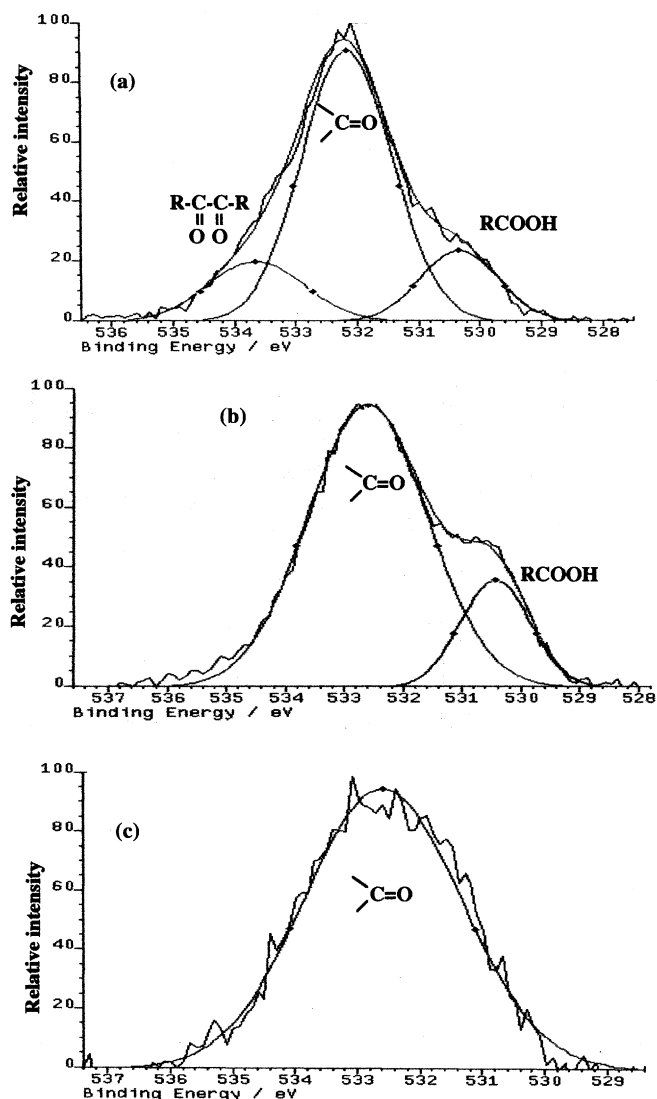 100
(a)
80
C=O
60
Relative intensity
40
R-C-C-R
O O
RCOOH
20
0
536 535 534 533 532 531 530 529 528
Binding Energy / eV
100
(b)
80
C=O
60
Relative intensity
40
RCOOH
20
0
537 536 535 534 533 532 531 530 529 528
Binding Energy / eV
100
(c)
80
60
C=O
Relative intensity
40
20
0
537 536 535 534 533 532 531 530 529
Binding Energy / eV